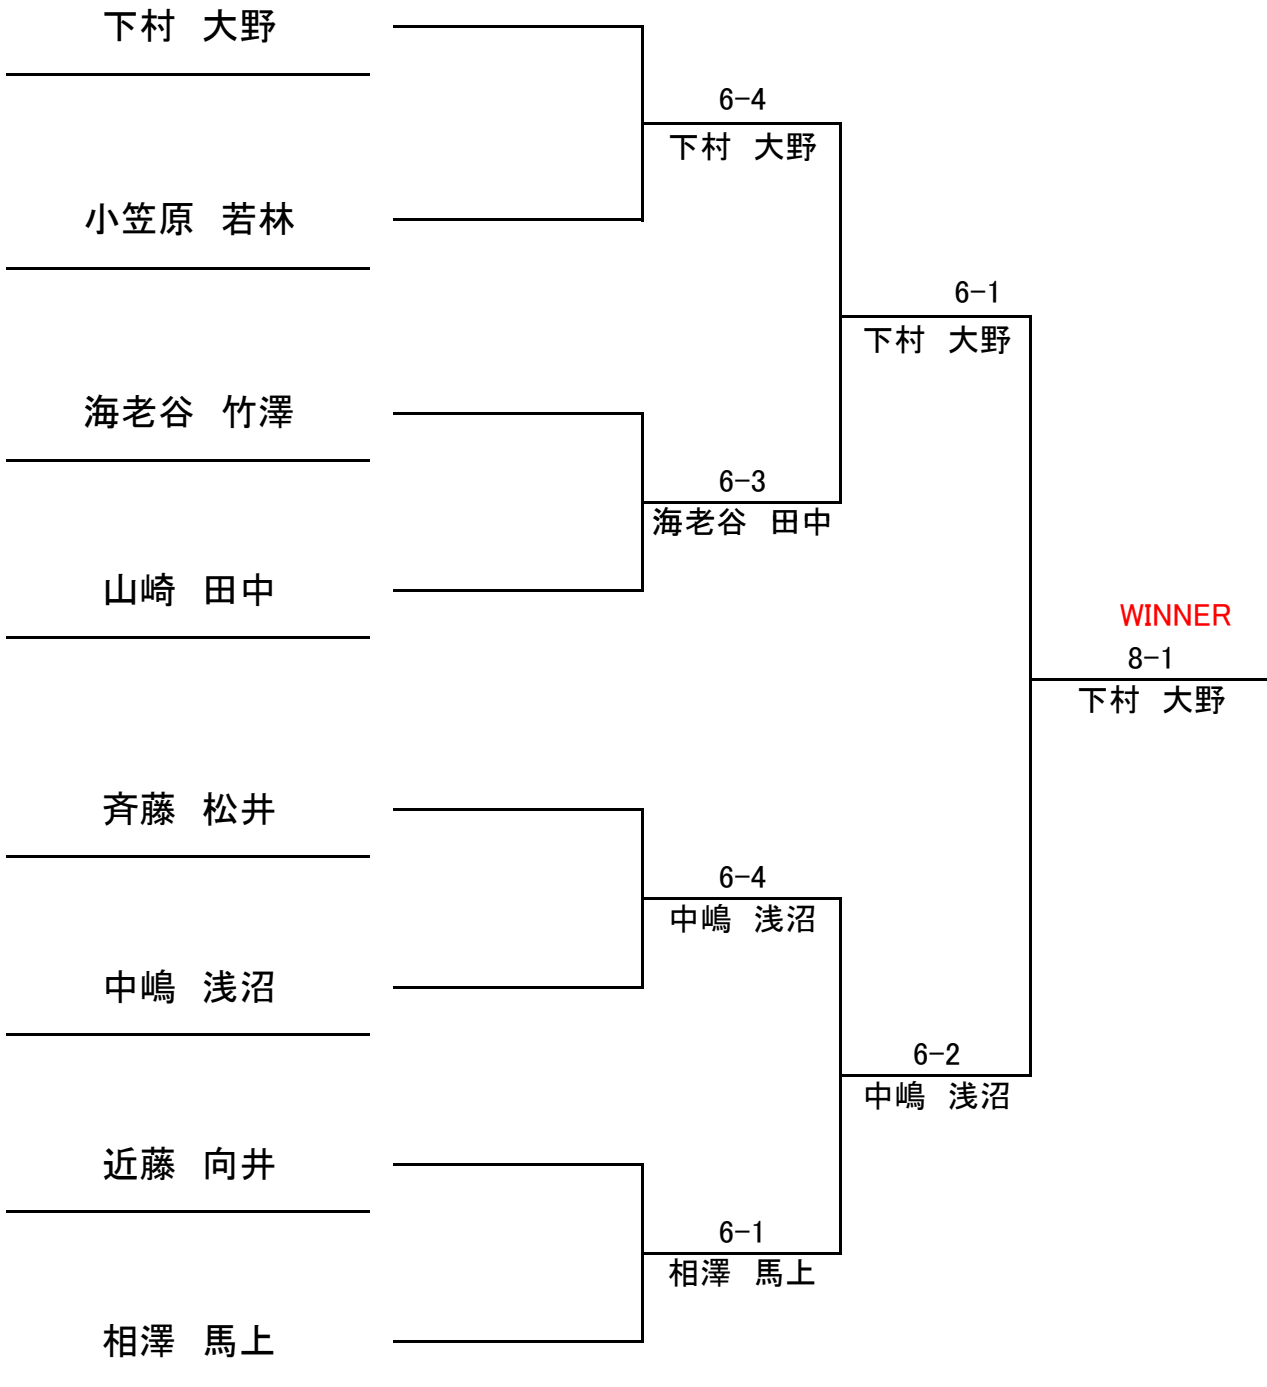 下村　大野
6-4
下村　大野
小笠原　若林
6-1
下村　大野
海老谷　竹澤
6-3
海老谷　田中
山崎　田中
WINNER
8-1
下村　大野
斉藤　松井
6-4
中嶋　浅沼
中嶋　浅沼
6-2
中嶋　浅沼
近藤　向井
6-1
相澤　馬上
相澤　馬上